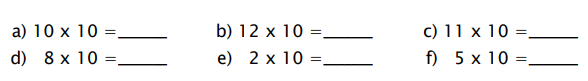 a) 10 x 10 =______ b) 12 x 10 =______ c) 11 x 10 =______
d) 8 x 10 =______ e) 2 x 10 =______ f) 5 x 10 =______